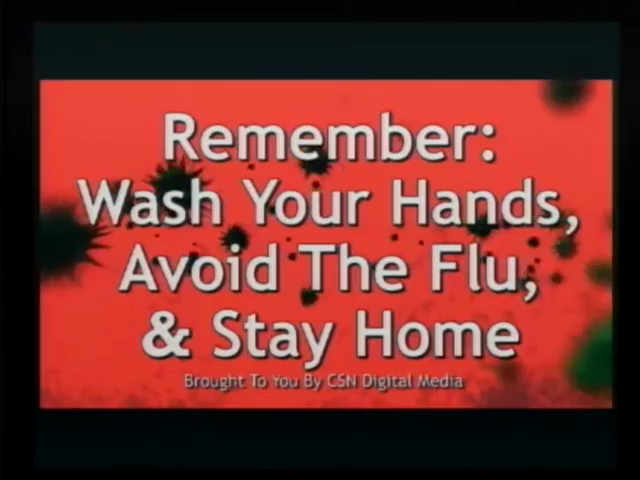 Remember:
Wash Your Hands,
Avoid The Flu,
& Stay Home
Brought To You By CSN Digital Media